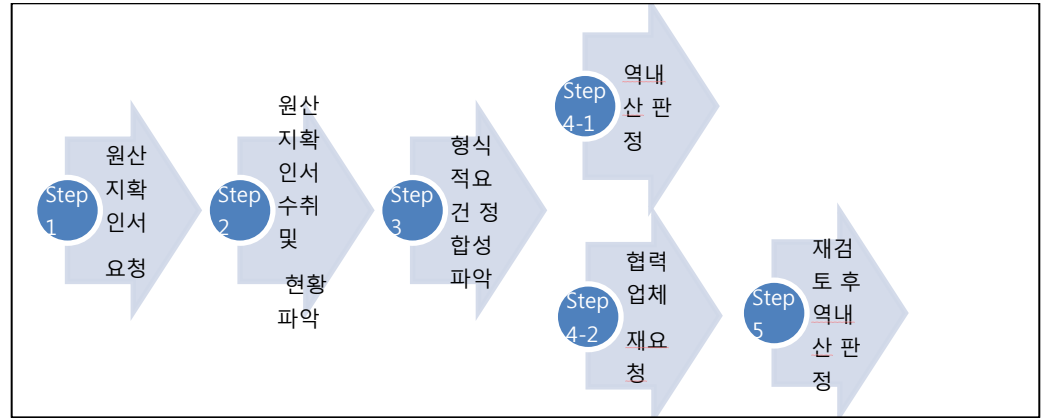 Step
1
원산
지확
인서
요청
Step
2
원산
지확
인서
수취
및
현황
파악
Step
3
형식
적요
건 정
합성
파악
Step
4-1
역내
산 판
정
Step
4-2
협력
업체
재요
청
Step
5
재검
토 후
역내
산 판
정